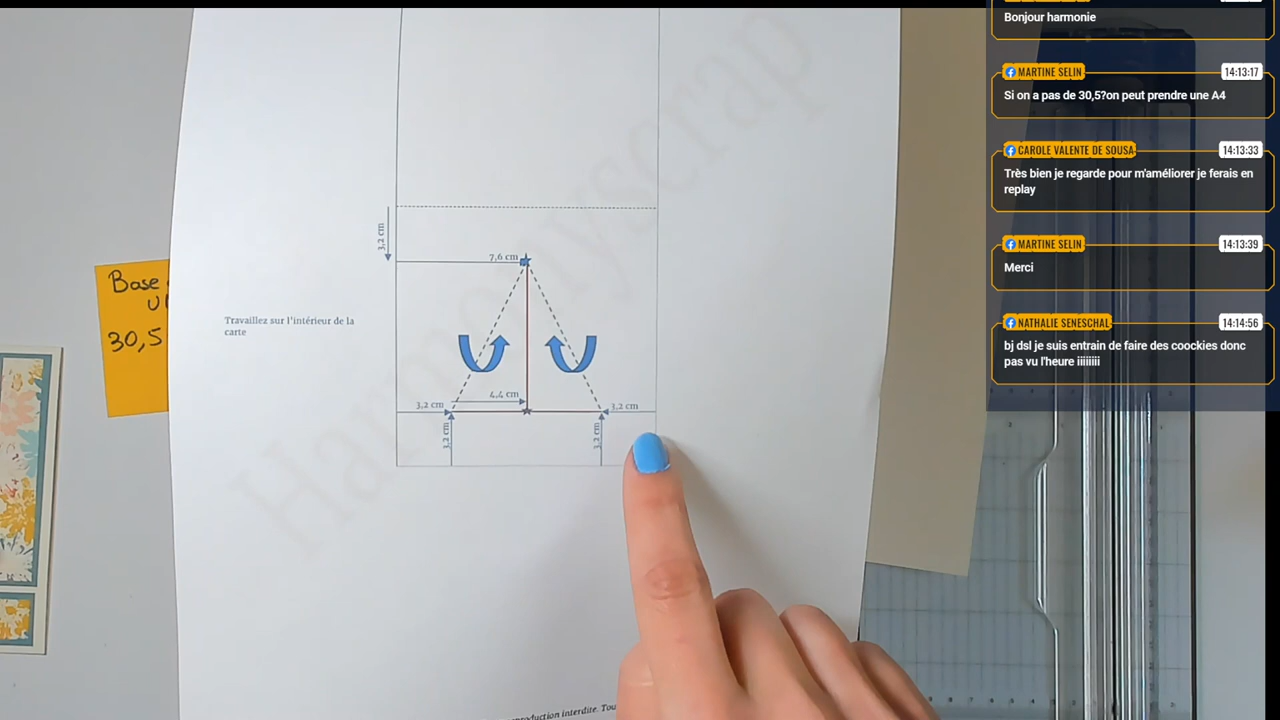 Base
30,5
Harmonyscrap
3,2 cm
7,6 cm
Travaillez sur l'intérieur de la
carte
4,4 cm
3,2 cm
3,2 cm
3,2 cm
3,2 cm
production interdite. Tou
Bonjour harmonie
MARTINE SELIN
14:13:17
Si on a pas de 30,5?on peut prendre une A4
CAROLE VALENTE DE SOUSA
14:13:33
Très bien je regarde pour m'améliorer je ferais en
replay
MARTINE SELIN
14:13:39
Merci
NATHALIE SENESCHAL
14:14:56
bj dsl je suis entrain de faire des coockies donc
pas vu l'heure iiiiiiii